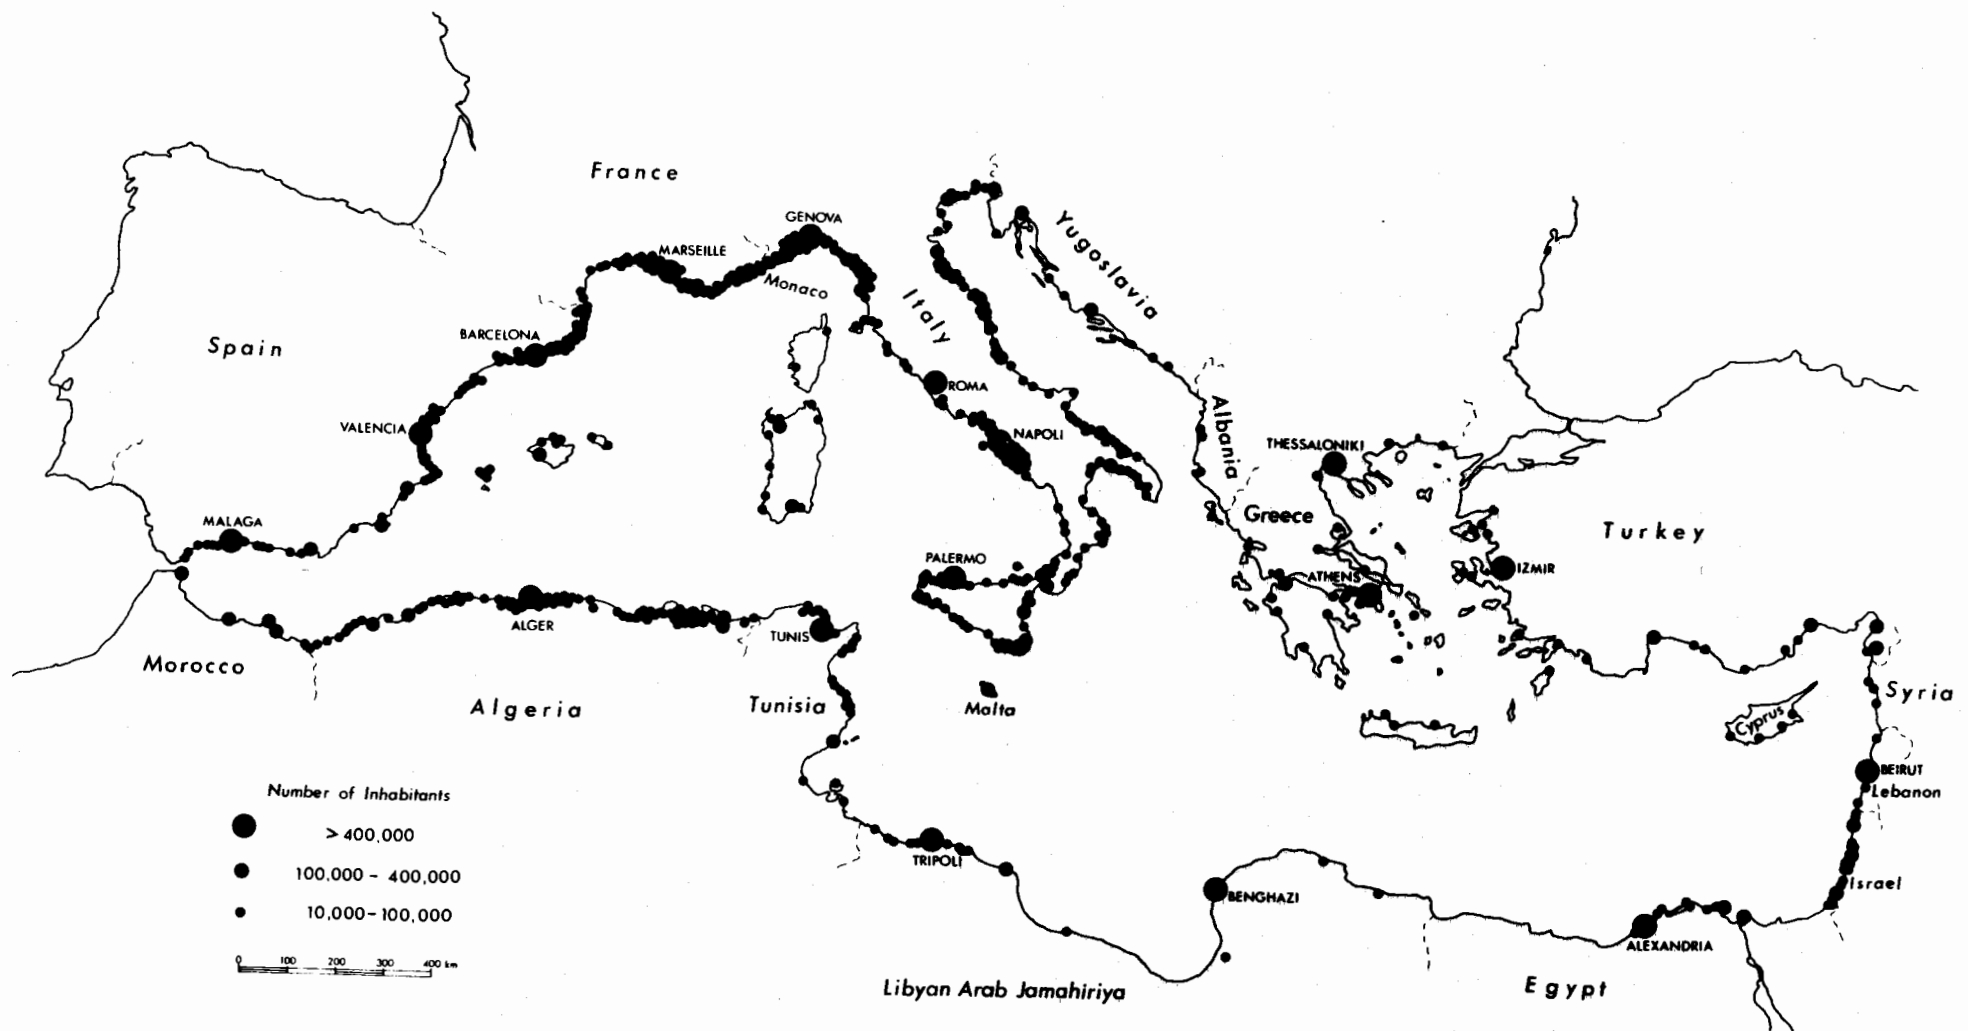 France
GENOVA
MARSEILLE
Monaco
Italy
Yugoslavia
BARCELONA
Spain
ROMA
VALENCIA
NAPOLI
Albania
THESSALONIKI
Greece
Turkey
MALAGA
PALERMO
ATHENS
IZMIR
ALGER
TUNIS
Morocco
Algeria
Tunisia
Malta
Cyprus
Syria
BEIRUT
Lebanon
Number of Inhabitants
>400,000
100,000 - 400,000
10,000-100,000
0 100 200 300 400 km
TRIPOLI
BENGHAZI
Israel
ALEXANDRIA
Libyan Arab Jamahiriya
Egypt